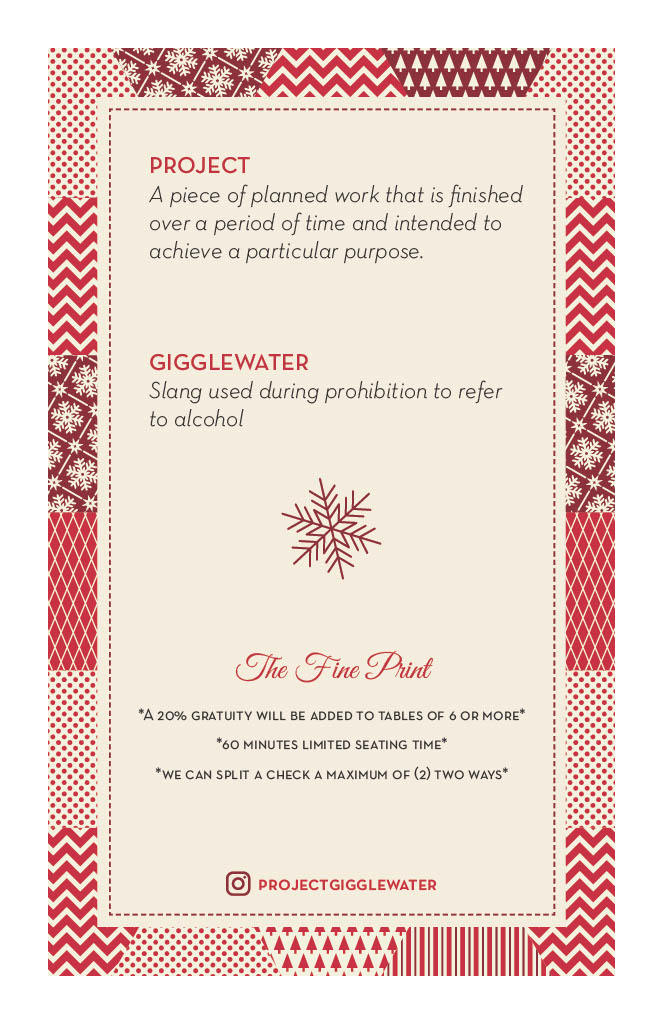 PROJECT
A piece of planned work that is finished
over a period of time and intended to
achieve a particular purpose.
GIGGLEWATER
Slang used during prohibition to refer
to alcohol
The Fine Print
*A 20% GRATUITY WILL BE ADDED TO TABLES OF 6 OR MORE*
*60 MINUTES LIMITED SEATING TIME*
*WE CAN SPLIT A CHECK A MAXIMUM OF (2) TWO WAYS*
PROJECTGIGGLEWATER